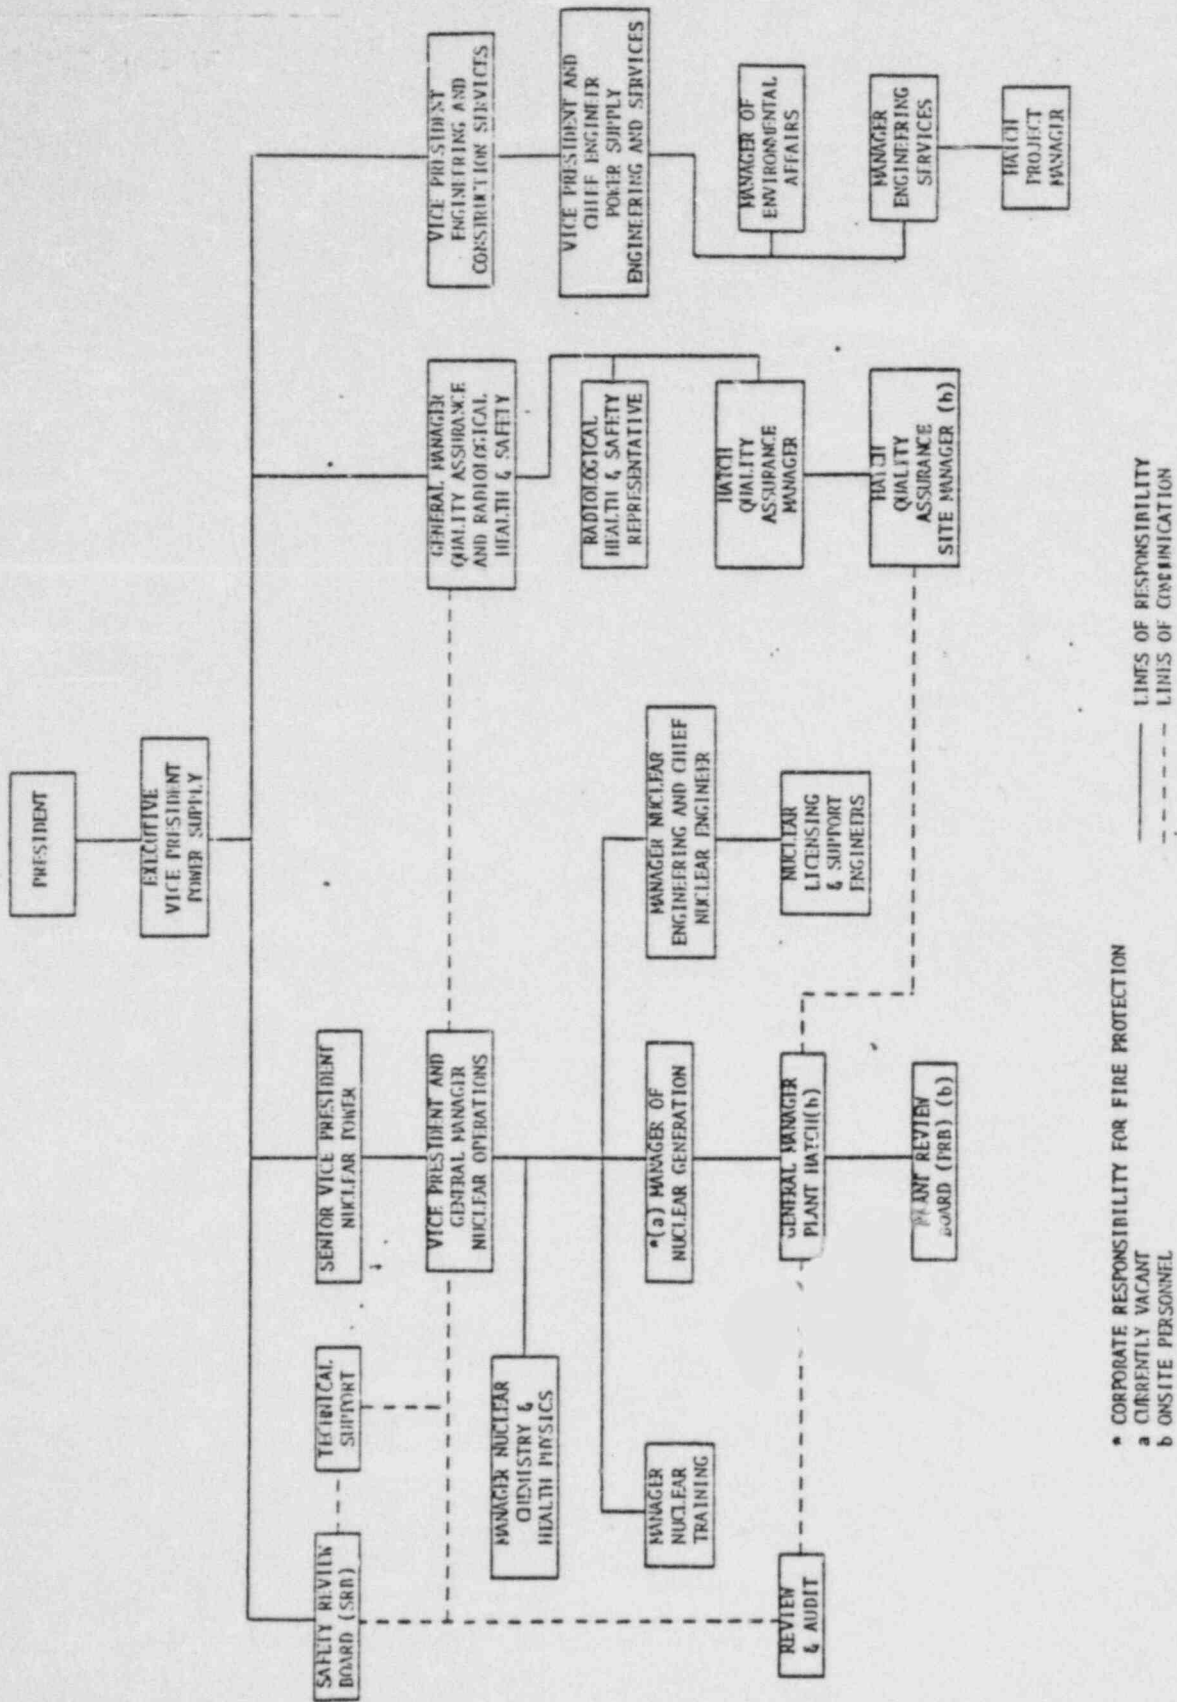 PRESIDENT
EXECUTIVE
VICE PRESIDENT
POWER SUPPLY
SAFETY REVIEW
BOARD (SRB)
TECHNICAL
SUPPORT
SENIOR VICE PRESIDENT
NUCLEAR POWER
VICE PRESIDENT AND
GENERAL MANAGER
NUCLEAR OPERATIONS
GENERAL MANAGER
QUALITY ASSURANCE
AND RADIOLOGICAL
HEALTH & SAFETY
VICE PRESIDENT
ENGINEERING AND
CONSTRUCTION SERVICES
MANAGER NUCLEAR
CHEMISTRY &
HEALTH PHYSICS
RADIOLOGICAL
HEALTH & SAFETY
REPRESENTATIVE
VICE PRESIDENT AND
CHIEF ENGINEER
POWER SUPPLY
ENGINEERING AND SERVICES
MANAGER
NUCLEAR
TRAINING
*(a) MANAGER OF
NUCLEAR GENERATION
MANAGER NUCLEAR
ENGINEERING AND CHIEF
NUCLEAR ENGINEER
HATCH
QUALITY
ASSURANCE
MANAGER
MANAGER OF
ENVIRONMENTAL
AFFAIRS
REVIEW
& AUDIT
GENERAL MANAGER
PLANT HATCH(b)
NUCLEAR
LICENSING
& SUPPORT
ENGINEERS
HATCH
QUALITY
ASSURANCE
SITE MANAGER (b)
MANAGER
ENGINEERING
SERVICES
PLANT REVIEW
BOARD (PRB) (b)
HATCH
PROJECT
MANAGER
* CORPORATE RESPONSIBILITY FOR FIRE PROTECTION
a CURRENTLY VACANT
b ONSITE PERSONNEL
LINES OF RESPONSIBILITY
LINES OF COMMUNICATION